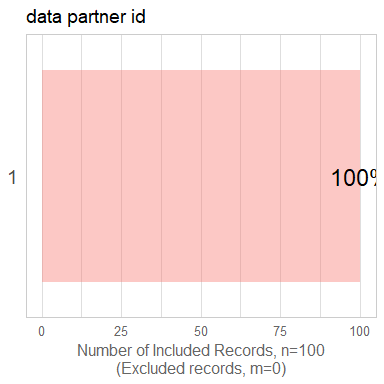 data partner id
1
100%
0 25 50 75 100
Number of Included Records, n=100
(Excluded records, m=0)